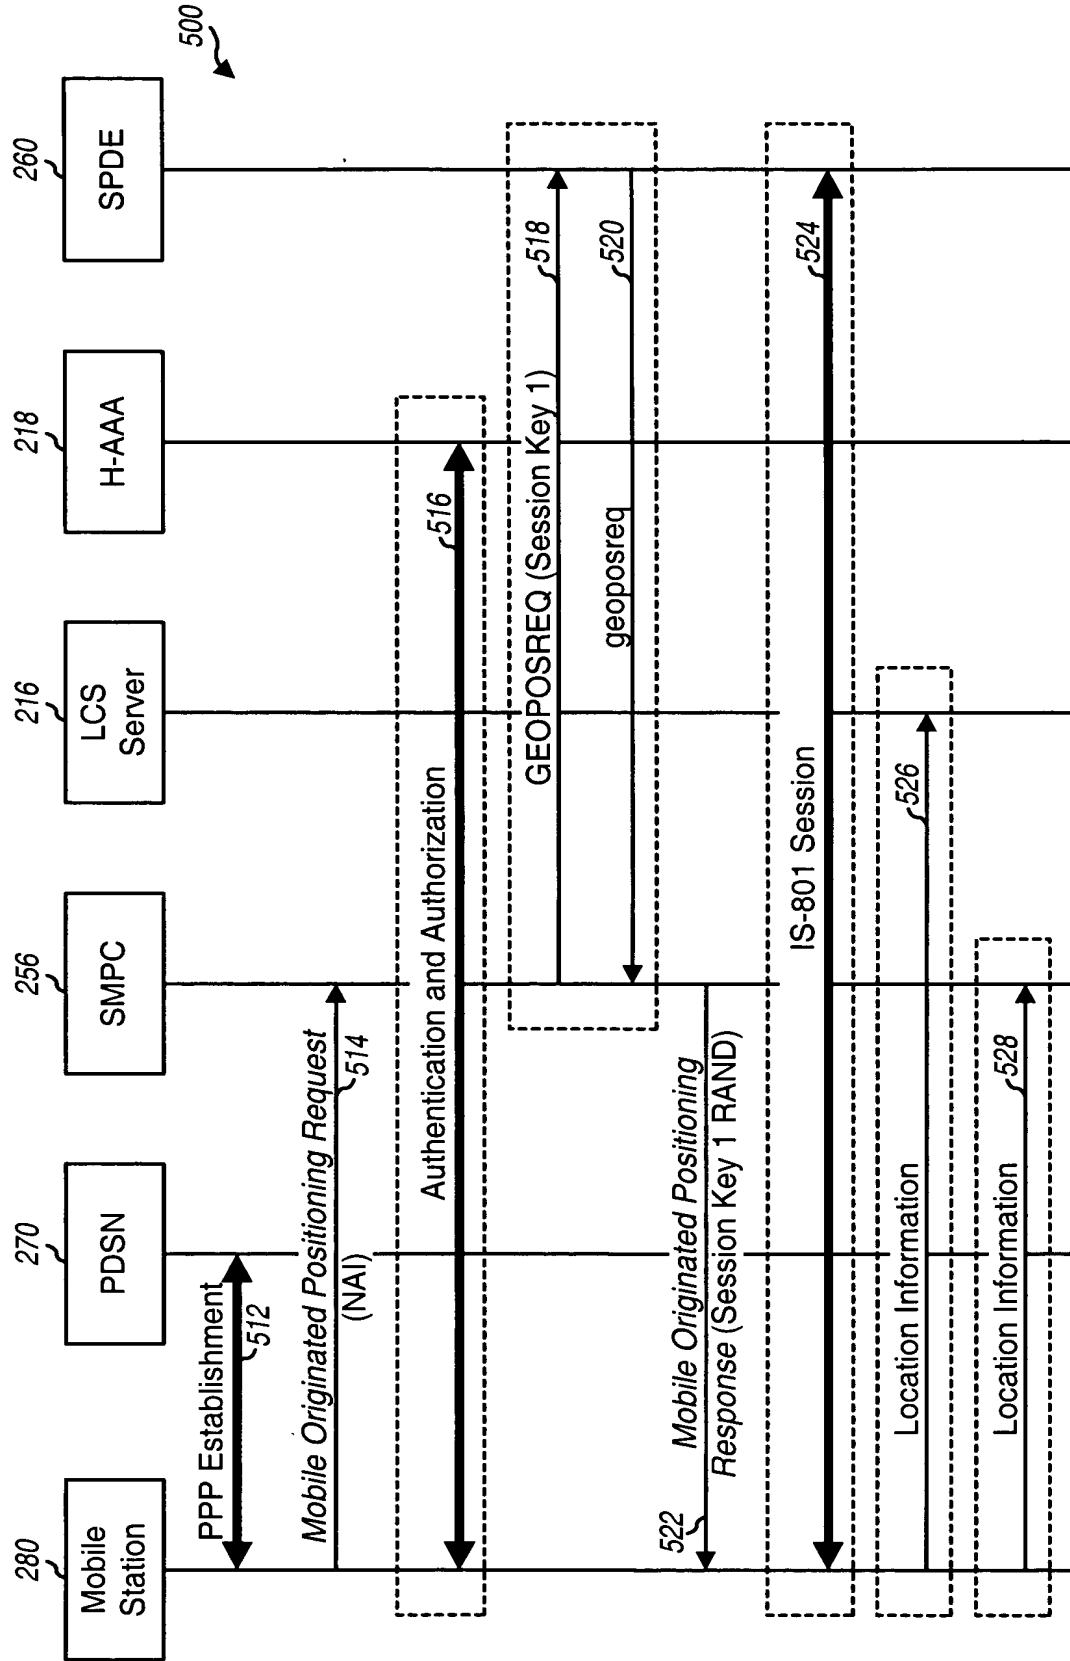 500
280
270
256
216
218
260
Mobile
Station
PDSN
SMPC
LCS
Server
H-AAA
SPDE
PPP Establishment
512
Mobile Originated Positioning Request
(NAI)
514
Authentication and Authorization
516
GEOPOSREQ (Session Key 1)
518
geoposreq
520
Mobile Originated Positioning
Response (Session Key 1 RAND)
522
IS-801 Session
524
Location Information
526
Location Information
528